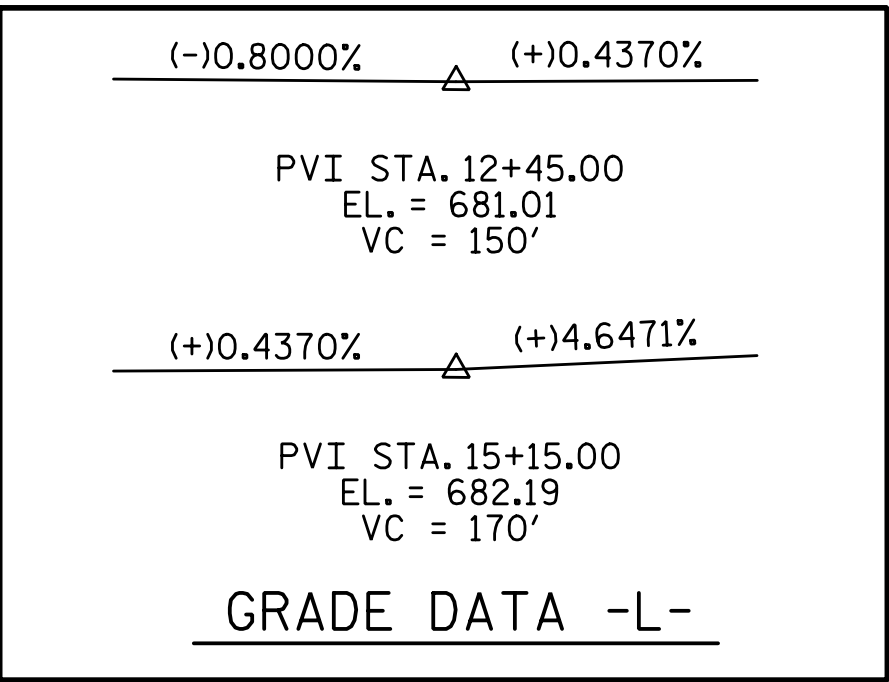 (-)0.8000% (+)0.4370%
PVI STA. 12+45.00
EL. = 681.01
VC = 150'
(+)0.4370% (+)4.6471%
PVI STA. 15+15.00
EL. = 682.19
VC = 170'
GRADE DATA -L-